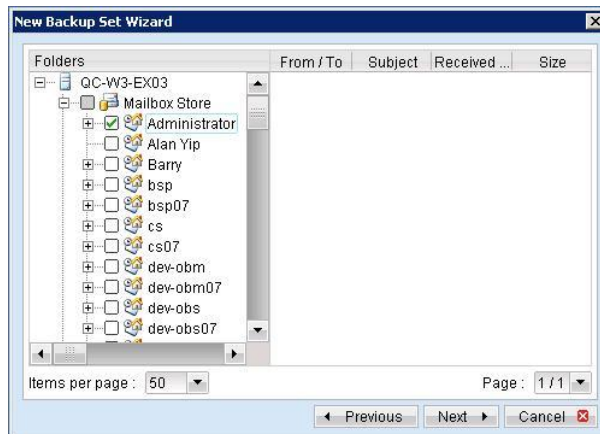 New Backup Set Wizard
Folders From / To Subject Received ... Size
QC-W3-EX03
Mailbox Store
Administrator
Alan Yip
Barry
bsp
bsp07
cs
cs07
dev-obm
dev-obm07
dev-obs
dev-obs07
Items per page : 50 Page : 1 / 1
Previous Next Cancel